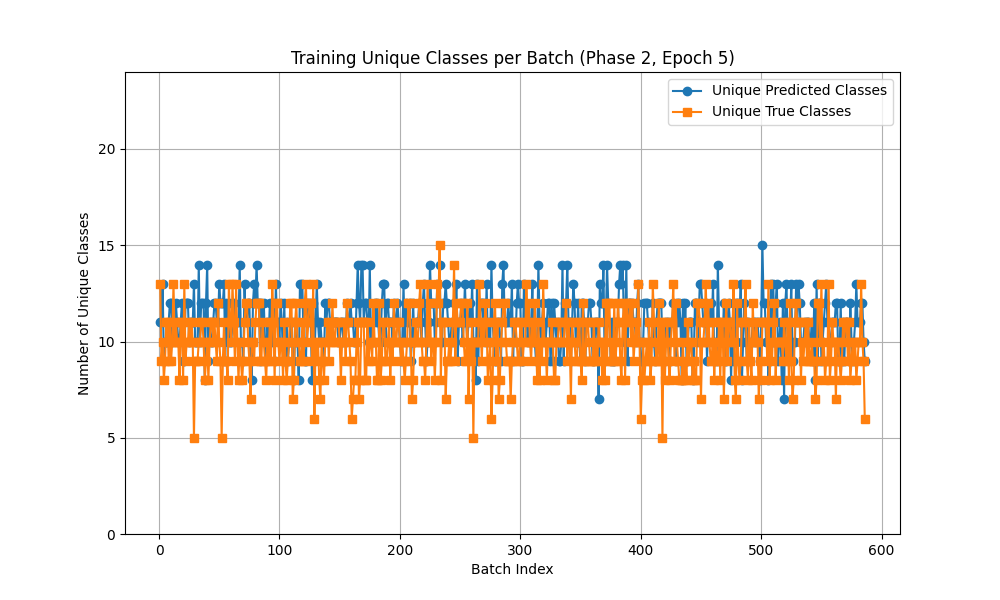 Training Unique Classes per Batch (Phase 2, Epoch 5)
Unique Predicted Classes
Unique True Classes
Number of Unique Classes
20
15
10
5
0
0 100 200 300 400 500 600
Batch Index